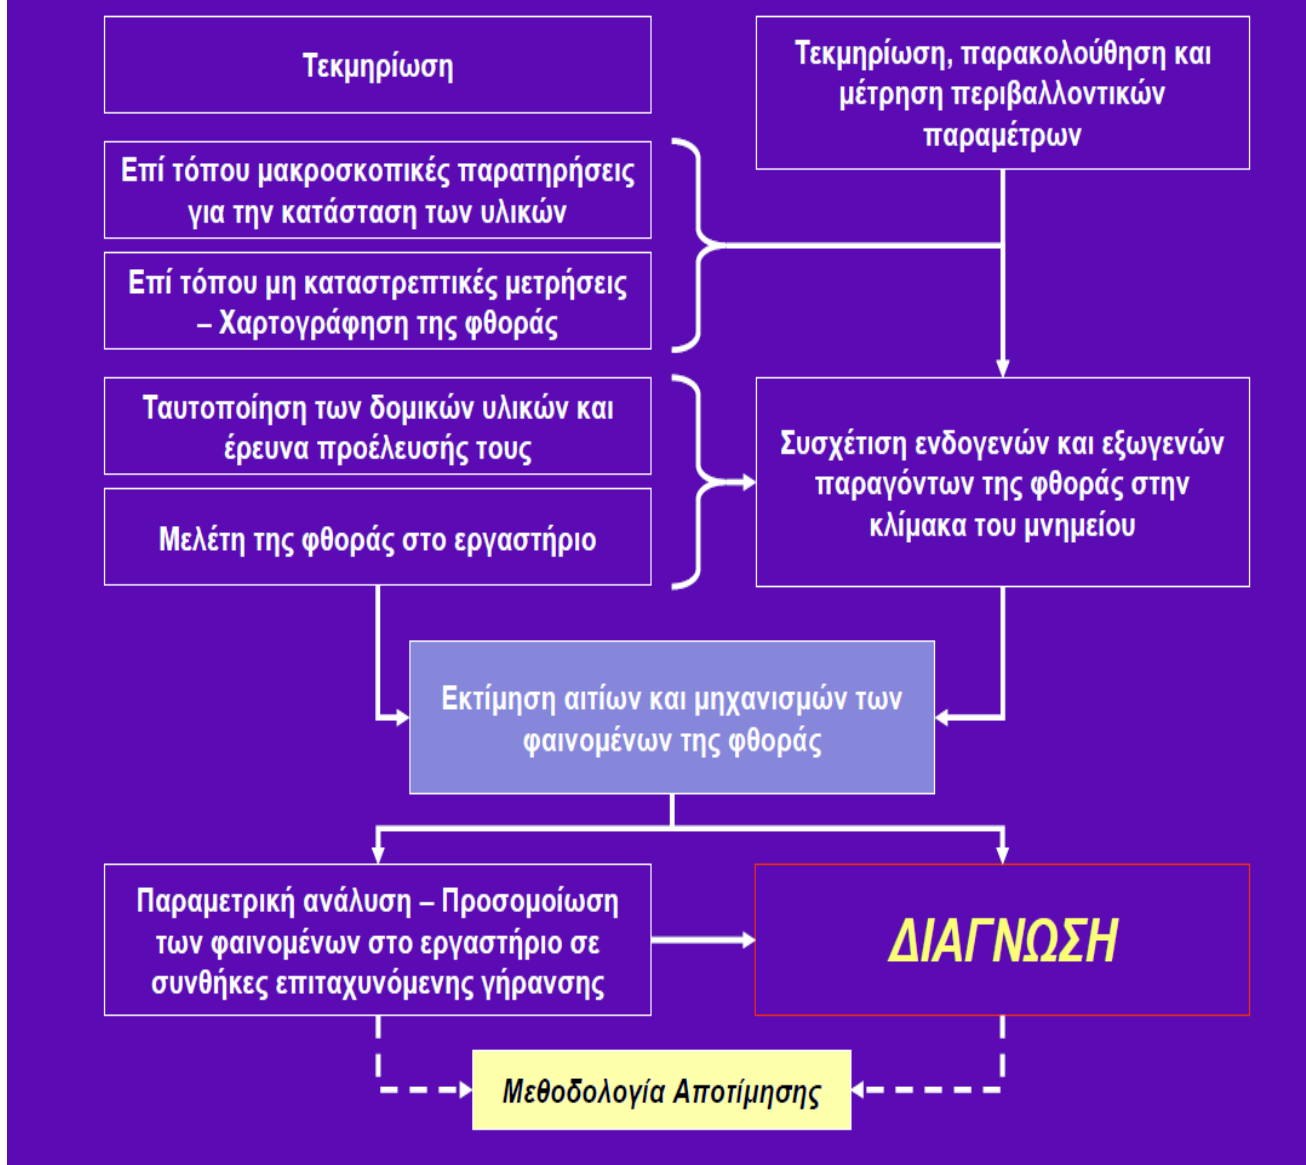 Τεκμηρίωση
Τεκμηρίωση, παρακολούθηση και
μέτρηση περιβαλλοντικών
παραμέτρων
Επί τόπου μακροσκοπικές παρατηρήσεις
για την κατάσταση των υλικών
Επί τόπου μη καταστρεπτικές μετρήσεις
– Χαρτογράφηση της φθοράς
Ταυτοποίηση των δομικών υλικών και
έρευνα προέλευσής τους
Μελέτη της φθοράς στο εργαστήριο
Συσχέτιση ενδογενών και εξωγενών
παραγόντων της φθοράς στην
κλίμακα του μνημείου
Εκτίμηση αιτίων και μηχανισμών των
φαινομένων της φθοράς
Παραμετρική ανάλυση – Προσομοίωση
των φαινομένων στο εργαστήριο σε
συνθήκες επιταχυνόμενης γήρανσης
ΔΙΑΓΝΩΣΗ
Μεθοδολογία Αποτίμησης